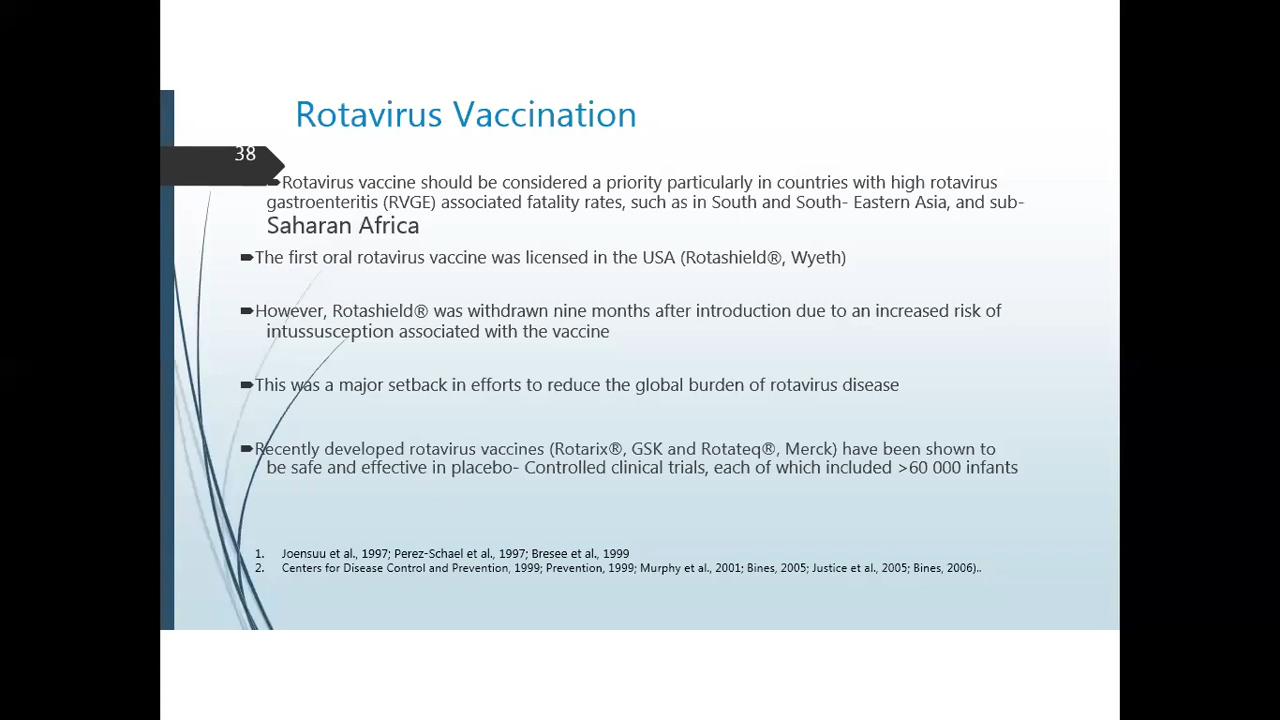 Rotavirus Vaccination
38
Rotavirus vaccine should be considered a priority particularly in countries with high rotavirus
gastroenteritis (RVGE) associated fatality rates, such as in South and South- Eastern Asia, and sub-
Saharan Africa
The first oral rotavirus vaccine was licensed in the USA (Rotashield®, Wyeth)
However, Rotashield® was withdrawn nine months after introduction due to an increased risk of
intussusception associated with the vaccine
This was a major setback in efforts to reduce the global burden of rotavirus disease
Recently developed rotavirus vaccines (Rotarix®, GSK and Rotateq®, Merck) have been shown to
be safe and effective in placebo- Controlled clinical trials, each of which included >60 000 infants
1. Joensuu et al., 1997; Perez-Schael et al., 1997; Bresee et al., 1999
2. Centers for Disease Control and Prevention, 1999; Prevention, 1999; Murphy et al., 2001; Bines, 2005; Justice et al., 2005; Bines, 2006)..